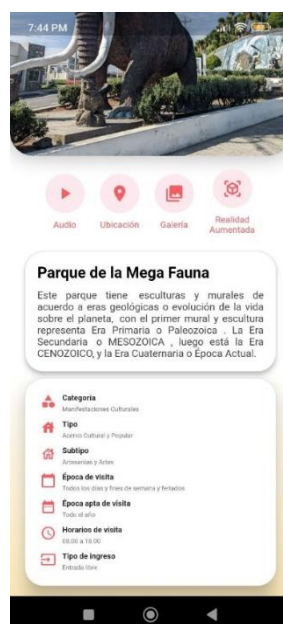 7:44 PM
Audio
Ubicación
Galería
Realidad
Aumentada
Parque de la Mega Fauna
Este parque tiene esculturas y murales de
acuerdo a eras geológicas o evolución de la vida
sobre el planeta, con el primer mural y escultura
representa Era Primaria o Paleozoica . La Era
Secundaria o MESOZOICA , luego está la Era
CENOZOICO, y la Era Cuaternaria o Época Actual.
Categoría
Manifestaciones Culturales
Tipo
Acervo Cultural y Popular
Subtipo
Artesanías y Artes
Época de visita
Todos los días y fines de semana y feriados
Época apta de visita
Todo el año
Horarios de visita
08:00 a 18:00
Tipo de ingreso
Entrada libre